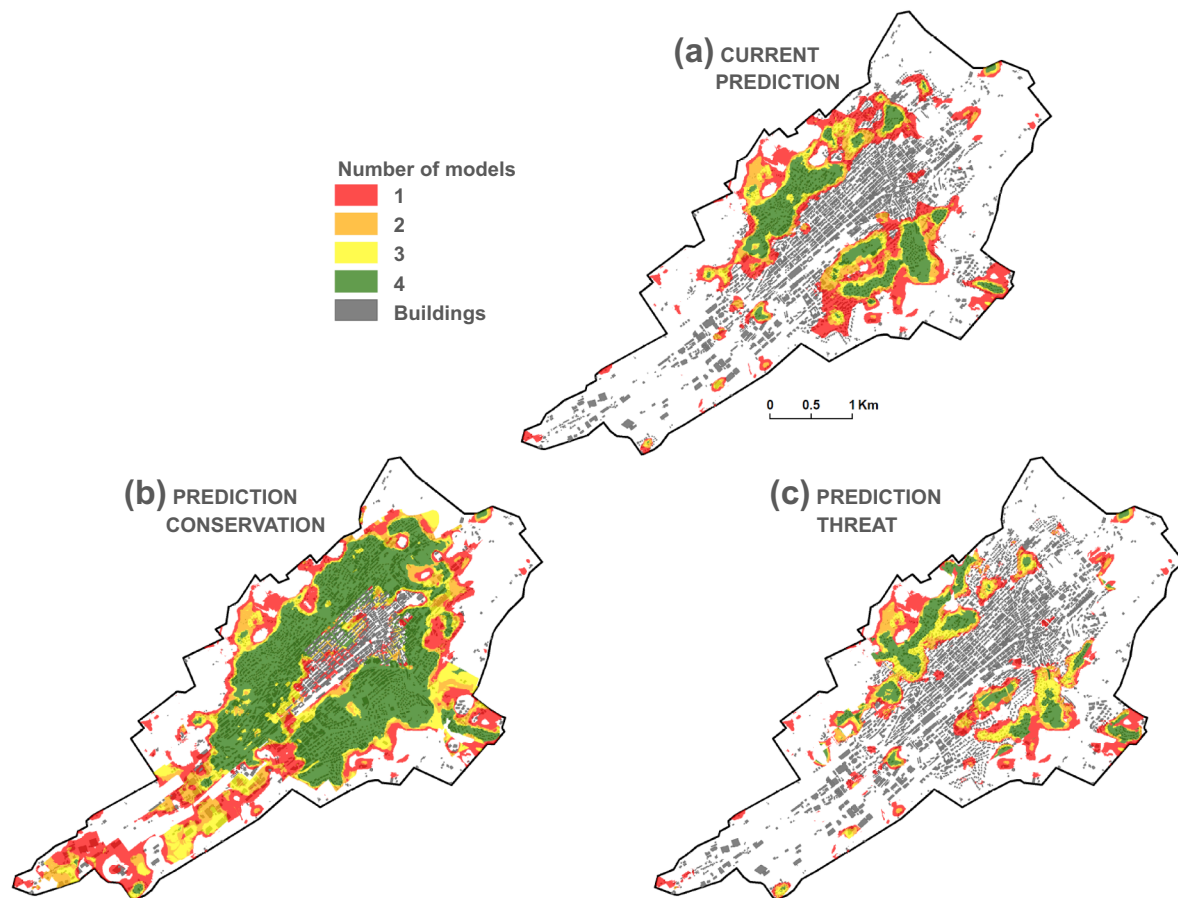 (a) CURRENT
PREDICTION
Number of models
1
2
3
4
Buildings
0 0.5 1 Km
(b) PREDICTION
CONSERVATION
(c) PREDICTION
THREAT